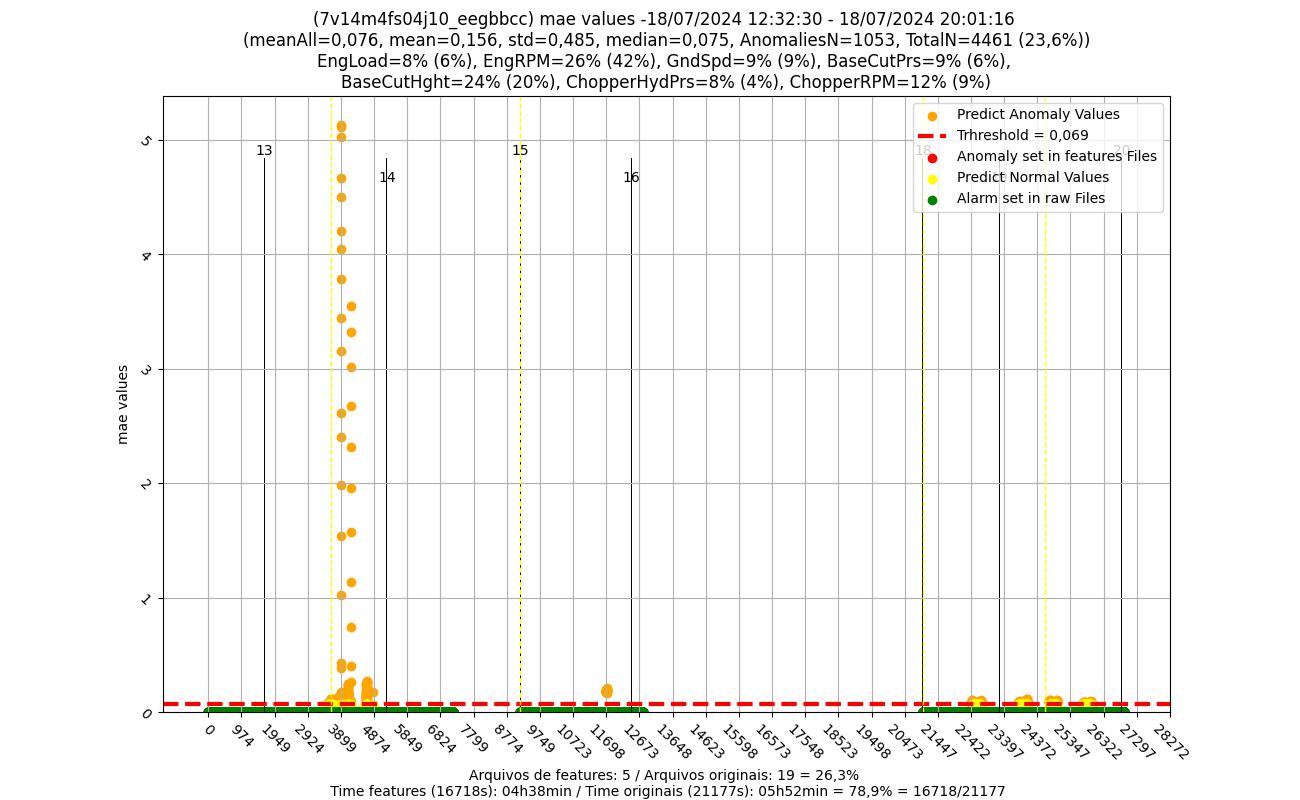 (7v14m4fs04j10_eegbbcc) mae values -18/07/2024 12:32:30 - 18/07/2024 20:01:16
(meanAll=0,076, mean=0,156, std=0,485, median=0,075, AnomaliesN=1053, TotalN=4461 (23,6%))
EngLoad=8% (6%), EngRPM=26% (42%), GndSpd=9% (9%), BaseCutPrs=9% (6%),
BaseCutHght=24% (20%), ChopperHydPrs=8% (4%), ChopperRPM=12% (9%)
Predict Anomaly Values
Trhreshold = 0,069
Anomaly set in features Files
Predict Normal Values
Alarm set in raw Files
13
14
15
16
18
20
mae values
5
4
3
2
1
0
0 974 1949 2924 3899 4874 5849 6824 7799 8774 9749 10723 11698 12673 13648 14623 15598 16573 17548 18523 19498 20473 21447 22422 23397 24372 25347 26322 27297 28272
Arquivos de features: 5 / Arquivos originais: 19 = 26,3%
Time features (16718s): 04h38min / Time originais (21177s): 05h52min = 78,9% = 16718/21177